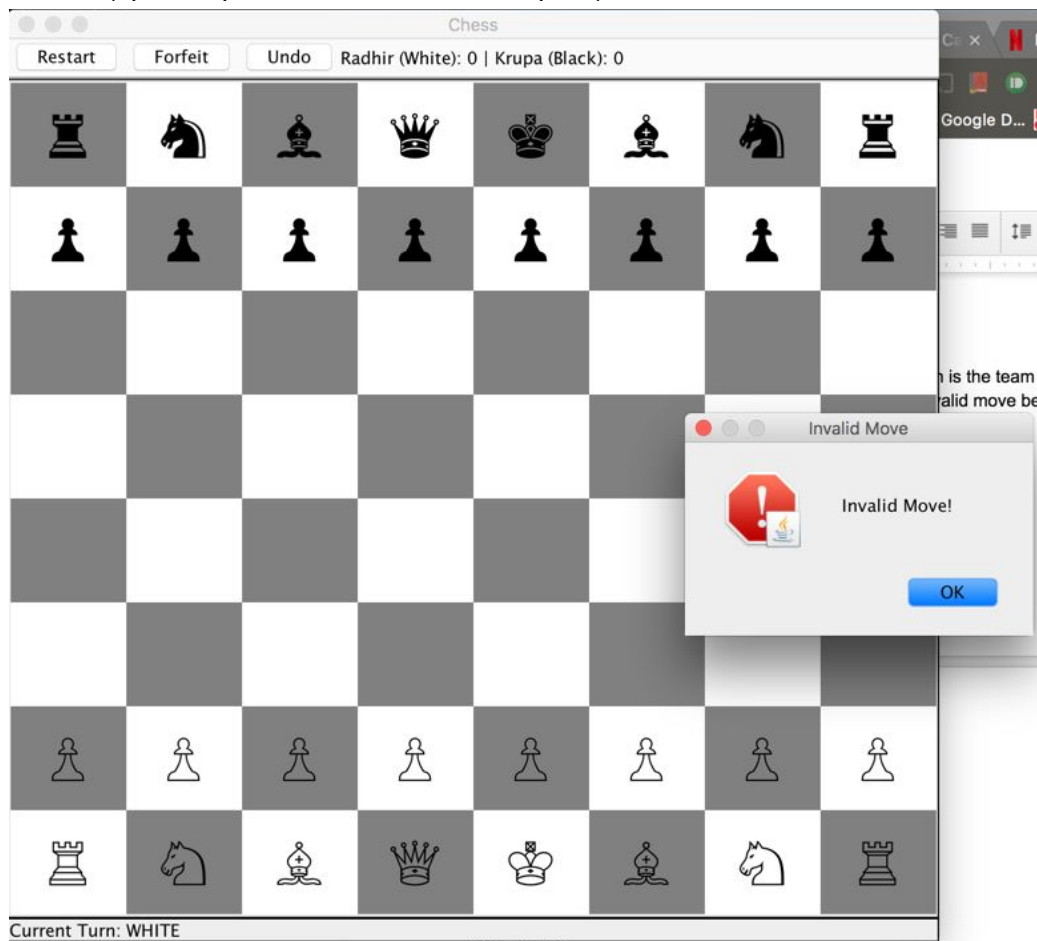 Chess
Restart Forfeit Undo Radhir (White): 0 | Krupa (Black): 0
Google D...
is the team
valid move be
Invalid Move
Invalid Move!
OK
Current Turn: WHITE